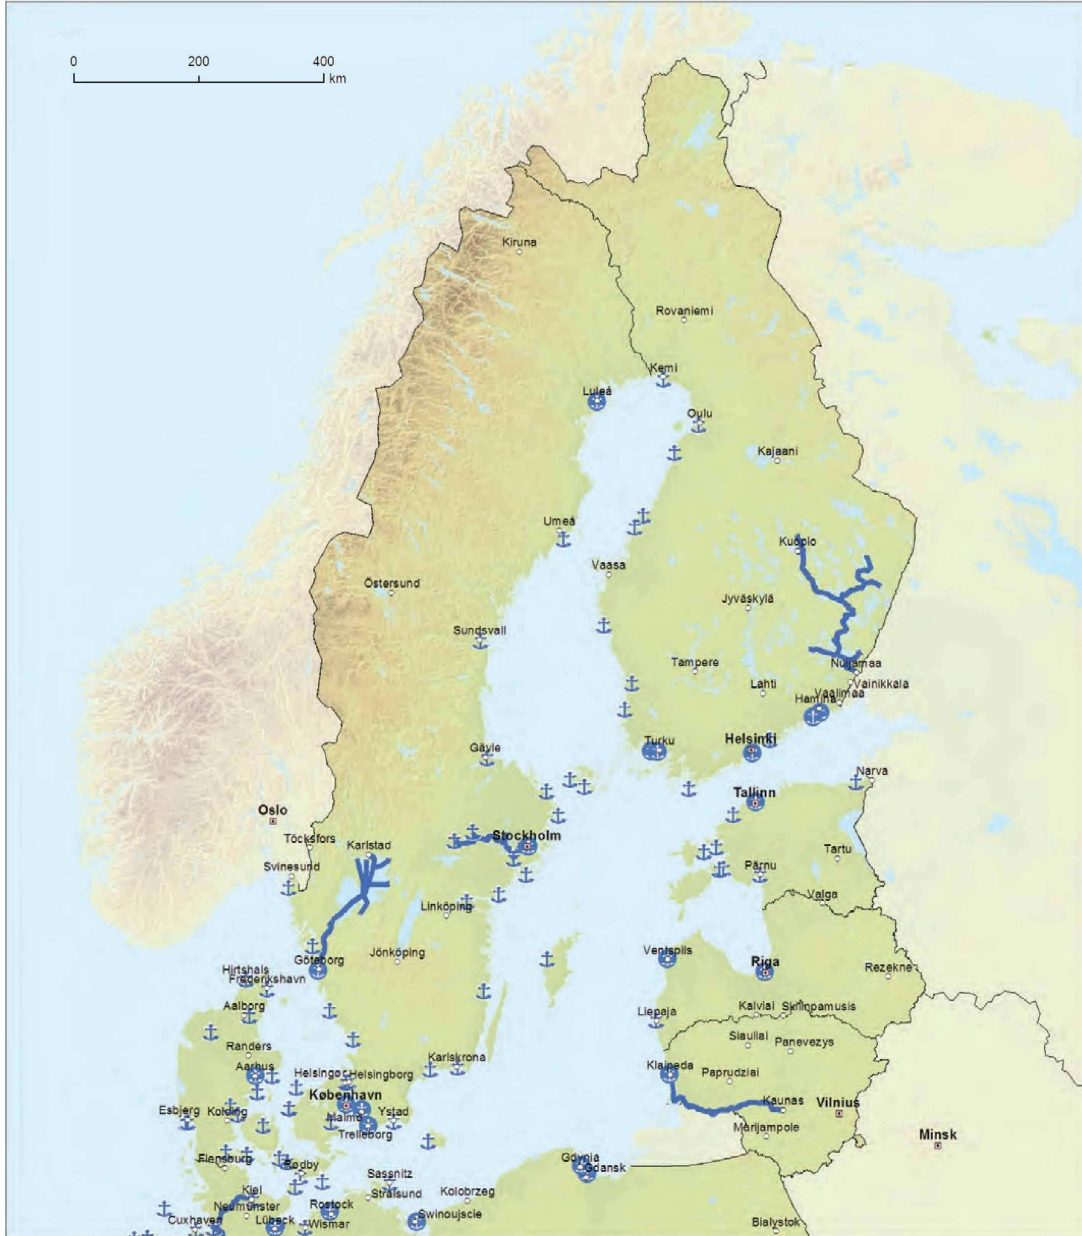 0 200 400
km
Kiruna
Rovaniemi
Kemi
Luleå
Oulu
Kajaani
Umeå
Kuopio
Vaasa
Östersund
Jyväskylä
Sundsvall
Tampere
Nuijamaa
Lahti
Vainikkala
Vaalimaa
Hamina
Turku
Helsinki
Gävle
Narva
Tallinn
Oslo
Töcksfors
Karlstad
Stockholm
Tartu
Svinesund
Pärnu
Valga
Linköping
Jönköping
Ventspils
Göteborg
Riga
Rezekne
Hirtshals
Frederikshavn
Aalborg
Kalviai
Skrinpamusis
Liepaja
Siauliai
Panevezys
Randers
Karlskrona
Aarhus
Helsingør
Helsingborg
Klaipeda
Paprudziai
København
Kaunas
Vilnius
Esbjerg
Kolding
Malmö
Ystad
Trelleborg
Marijampole
Minsk
Flensburg
Rødby
Gdynia
Gdansk
Sassnitz
Kiel
Stralsund
Kolobrzeg
Neumünster
Rostock
Swinoujscie
Cuxhaven
Lübeck
Wismar
Bialystok